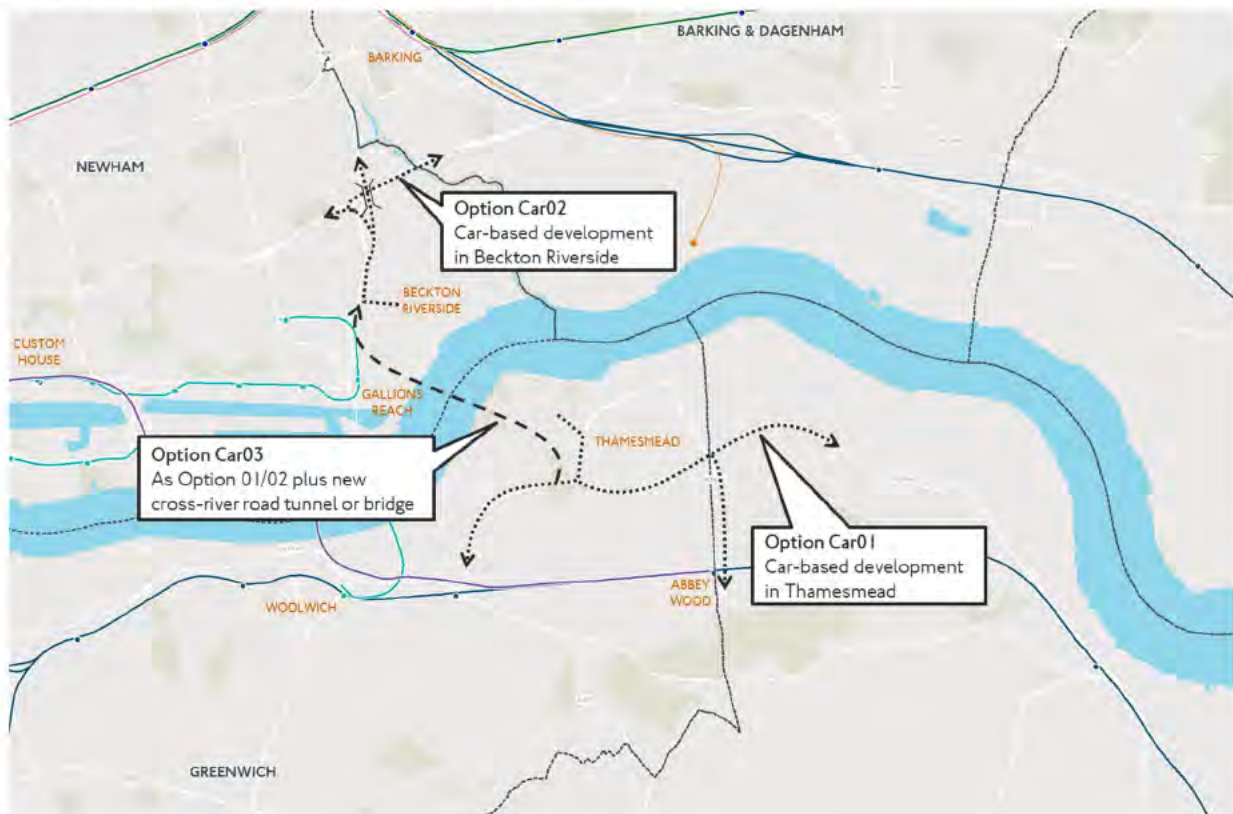 BARKING & DAGENHAM
BARKING
NEWHAM
Option Car02
Car-based development
in Beckton Riverside
BECKTON
RIVERSIDE
CUSTOM
HOUSE
GALLIONS
REACH
THAMESMEAD
Option Car03
As Option 01/02 plus new
cross-river road tunnel or bridge
Option Car01
Car-based development
in Thamesmead
ABBEY
WOOD
WOOLWICH
GREENWICH